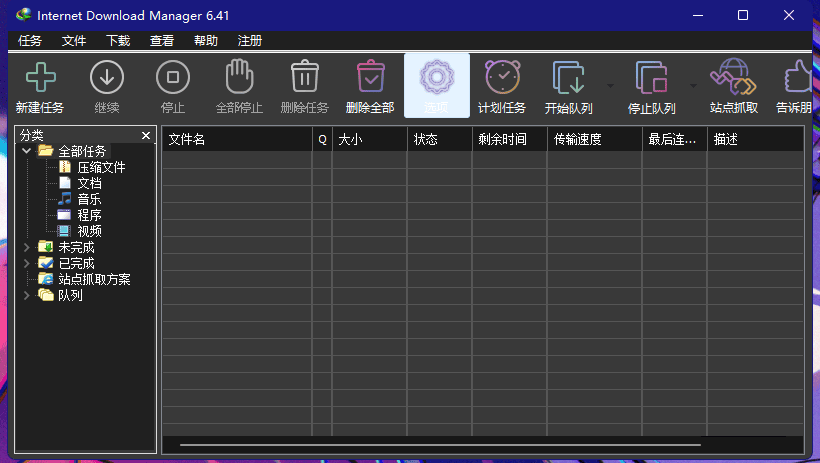 Internet Download Manager 6.41
任务 文件 下载 查看 帮助 注册
新建任务 继续 停止 全部停止 删除任务 删除全部 选项 计划任务 开始队列 停止队列 站点抓取 告诉朋
分类
文件名 Q 大小 状态 剩余时间 传输速度 最后连... 描述
全部任务
压缩文件
文档
音乐
程序
视频
未完成
已完成
站点抓取方案
队列